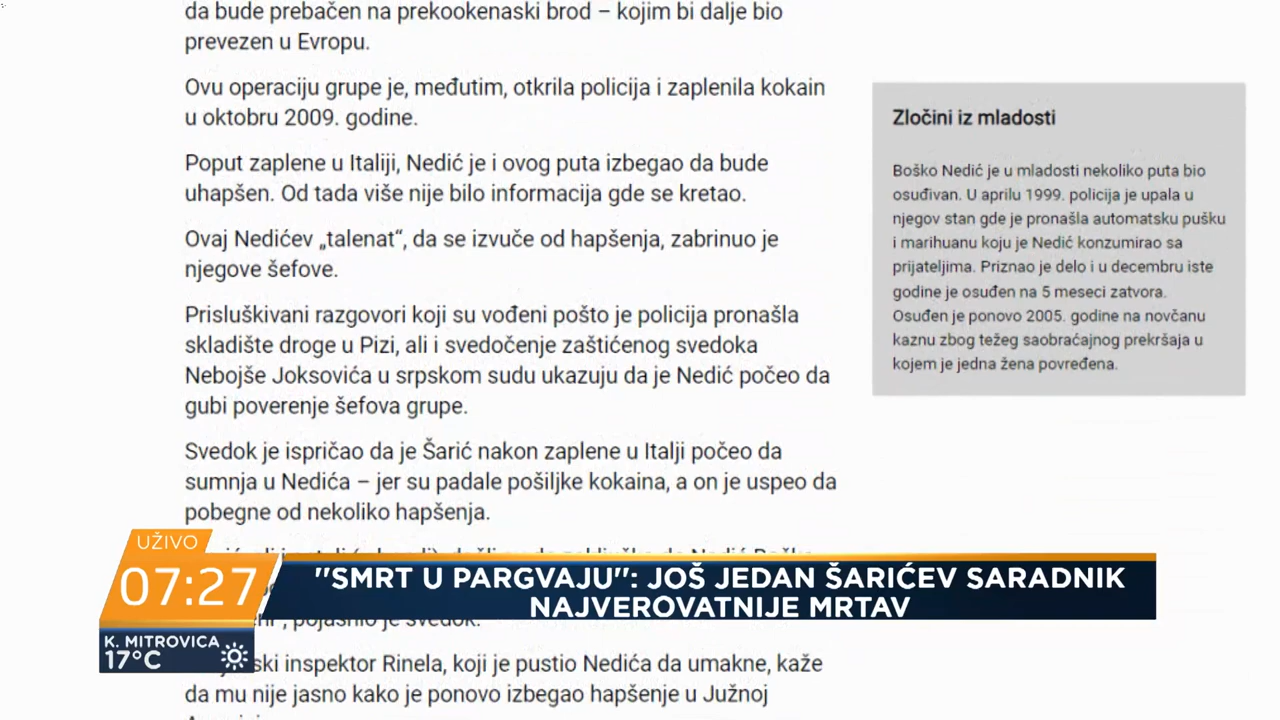 da bude prebačen na prekookenaski brod – kojim bi dalje bio
prevezen u Evropu.
Ovu operaciju grupe je, međutim, otkrila policija i zaplenila kokain
u oktobru 2009. godine.
Poput zaplene u Italiji, Nedić je i ovog puta izbegao da bude
uhapšen. Od tada više nije bilo informacija gde se kretao.
Ovaj Nedićev „talenat“, da se izvuče od hapšenja, zabrinuo je
njegove šefove.
Prisluškivani razgovori koji su vođeni pošto je policija pronašla
skladište droge u Pizi, ali i svedočenje zaštićenog svedoka
Nebojše Joksovića u srpskom sudu ukazuju da je Nedić počeo da
gubi poverenje šefova grupe.
Svedok je ispričao da je Šarić nakon zaplene u Italji počeo da
sumnja u Nedića – jer su padale pošiljke kokaina, a on je uspeo da
pobegne od nekoliko hapšenja.
pojasnio je svedok.
inspektor Rinela, koji je pustio Nedića da umakne, kaže
da mu nije jasno kako je ponovo izbegao hapšenje u Južnoj
Zločini iz mladosti
Boško Nedić je u mladosti nekoliko puta bio
osuđivan. U aprilu 1999. policija je upala u
njegov stan gde je pronašla automatsku pušku
i marihuanu koju je Nedić konzumirao sa
prijateljima. Priznao je delo i u decembru iste
godine je osuđen na 5 meseci zatvora.
Osuđen je ponovo 2005. godine na novčanu
kaznu zbog težeg saobraćajnog prekršaja u
kojem je jedna žena povređena.
UŽIVO
07:27
"SMRT U PARGVAJU": JOŠ JEDAN ŠARIĆEV SARADNIK
NAJVEROVATNIJE MRTAV
K. MITROVICA
17°C